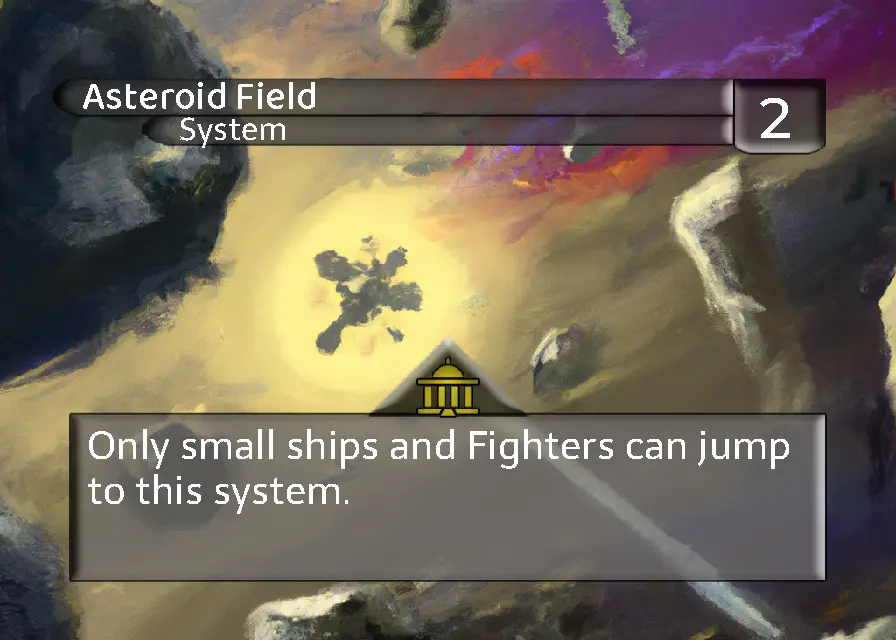 Asteroid Field
System
2
Only small ships and Fighters can jump
to this system.